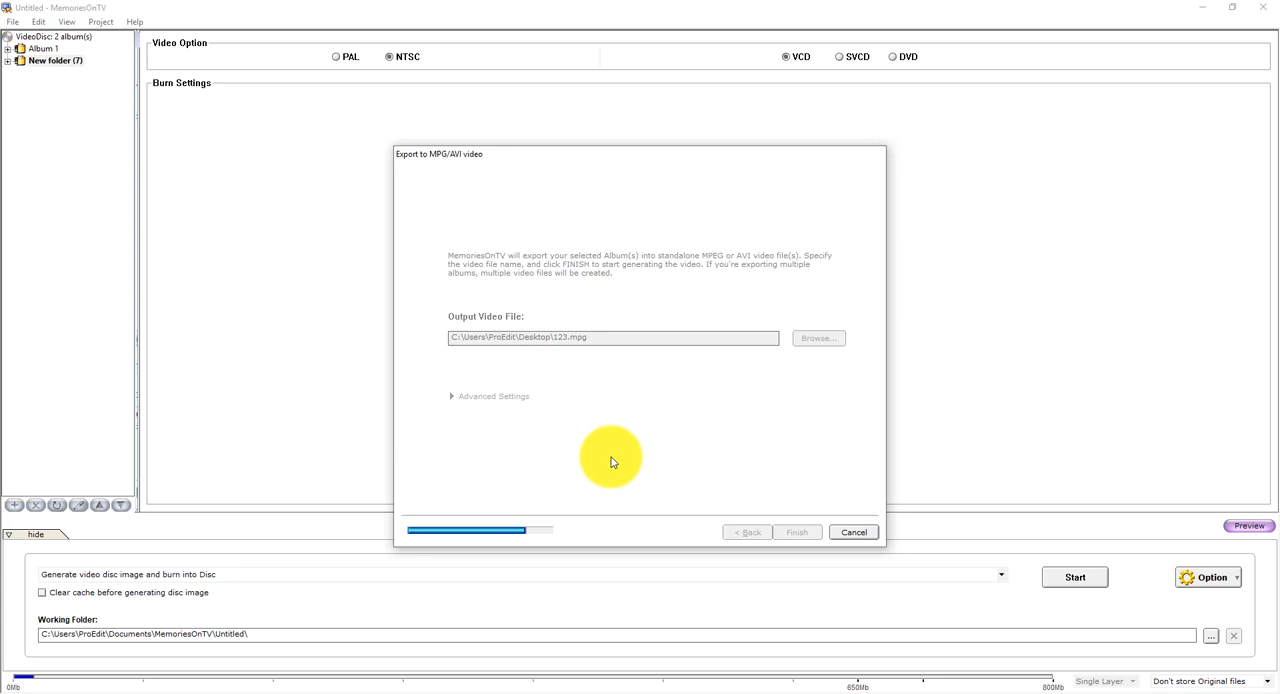 Untitled - MemoriesOnTV
File Edit View Project Help
VideoDisc: 2 album(s)
Album 1
New folder (7)
Video Option
PAL NTSC VCD SVCD DVD
Burn Settings
Export to MPG/AVI video
MemoriesOnTV will export your selected Album(s) into standalone MPEG or AVI video file(s). Specify
the video file name, and click FINISH to start generating the video. If you're exporting multiple
albums, multiple video files will be created.
Output Video File:
C:\Users\ProEdit\Desktop\123.mpg Browse...
Advanced Settings
< Back Finish Cancel
Preview
hide
Generate video disc image and burn into Disc
Start Option
Clear cache before generating disc image
Working Folder:
C:\Users\ProEdit\Documents\MemoriesOnTV\Untitled\ ...
0Mb 650Mb 800Mb Single Layer Don't store Original files